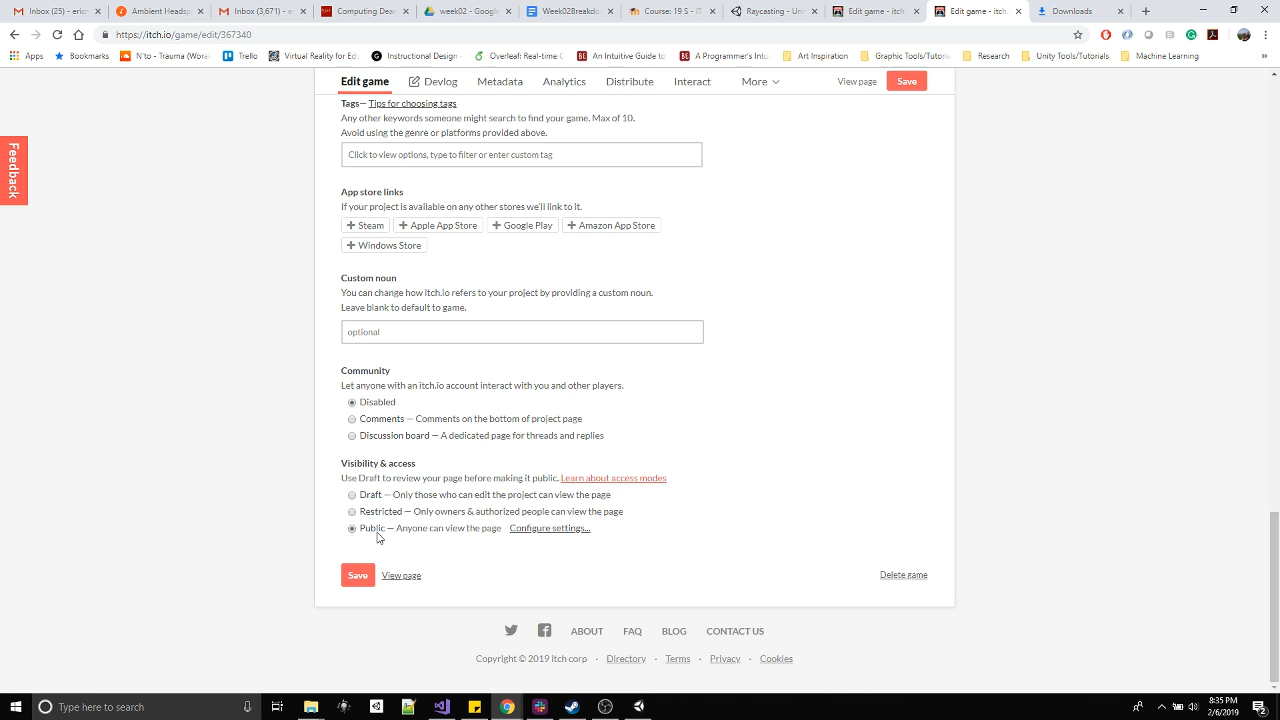 Inbox (25) - erico
Ambient Headsp
Inbox (3,671) - e
Computing Dea
week02 - Google
Week02Breakdo
Course: 19.S - IT
Raycasting - Uni
Edit game - itch.
Edit game - itch.
Downloads
https://itch.io/game/edit/367340
Apps
Bookmarks
N'to - Trauma (Worak
Trello
Virtual Reality for Edu
Instructional Design
Overleaf: Real-time C
An Intuitive Guide to
A Programmer's Intu
Art Inspiration
Graphic Tools/Tutoria
Research
Unity Tools/Tutorials
Machine Learning
»
Edit game
Devlog
Metadata
Analytics
Distribute
Interact
More
View page
Save
Feedback
Tags— Tips for choosing tags
Any other keywords someone might search to find your game. Max of 10.
Avoid using the genre or platforms provided above.
Click to view options, type to filter or enter custom tag
App store links
If your project is available on any other stores we'll link to it.
+ Steam + Apple App Store + Google Play + Amazon App Store
+ Windows Store
Custom noun
You can change how itch.io refers to your project by providing a custom noun.
Leave blank to default to game.
optional
Community
Let anyone with an itch.io account interact with you and other players.
Disabled
Comments — Comments on the bottom of project page
Discussion board — A dedicated page for threads and replies
Visibility & access
Use Draft to review your page before making it public. Learn about access modes
Draft — Only those who can edit the project can view the page
Restricted — Only owners & authorized people can view the page
Public — Anyone can view the page Configure settings...
Save View page Delete game
ABOUT FAQ BLOG CONTACT US
Copyright © 2019 itch corp · Directory · Terms · Privacy · Cookies
Type here to search
8:35 PM
2/6/2019
2